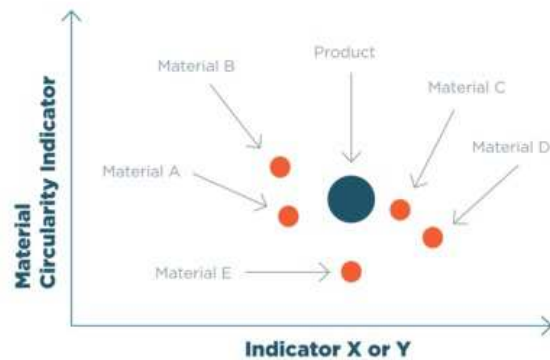 Product
Material B
Material C
Material D
Material A
Material E
Material
Circularity Indicator
Indicator X or Y